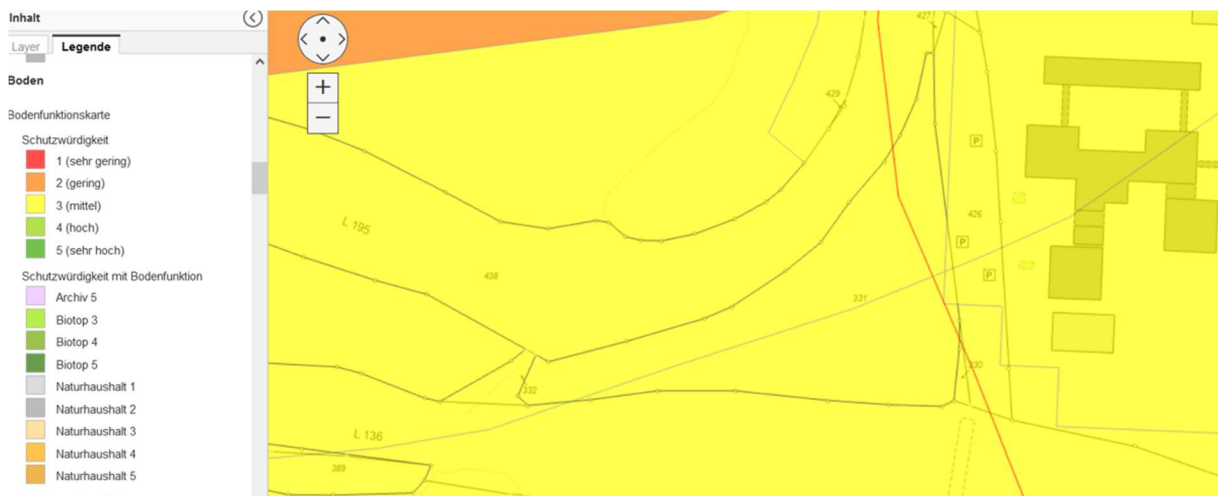 Inhalt
Layer
Legende
Boden
Bodenfunktionskarte
Schutzwürdigkeit
1 (sehr gering)
2 (gering)
3 (mittel)
4 (hoch)
5 (sehr hoch)
Schutzwürdigkeit mit Bodenfunktion
Archiv 5
Biotop 3
Biotop 4
Biotop 5
Naturhaushalt 1
Naturhaushalt 2
Naturhaushalt 3
Naturhaushalt 4
Naturhaushalt 5
427
429
P
L 195
426
P
438
P
331
330
332
L 136
389